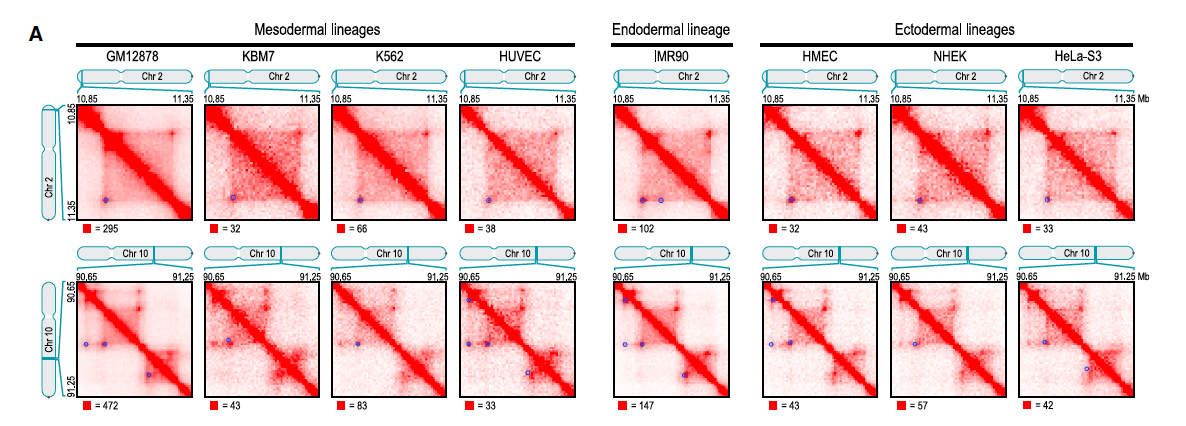 A
Mesodermal lineages
Endodermal lineage
Ectodermal lineages
GM12878 KBM7 K562 HUVEC IMR90 HMEC NHEK HeLa-S3
Chr 2 Chr 2 Chr 2 Chr 2 Chr 2 Chr 2 Chr 2 Chr 2
10,85 11,35 10,85 11,35 10,85 11,35 10,85 11,35 10,85 11,35 10,85 11,35 10,85 11,35 10,85 11,35 Mb
10,85
Chr 2
11,35
= 295 = 32 = 66 = 38 = 102 = 32 = 43 = 33
Chr 10 Chr 10 Chr 10 Chr 10 Chr 10 Chr 10 Chr 10 Chr 10
90,65 91,25 90,65 91,25 90,65 91,25 90,65 91,25 90,65 91,25 90,65 91,25 90,65 91,25 90,65 91,25 Mb
90,65
Chr 10
91,25
= 472 = 43 = 83 = 33 = 147 = 43 = 57 = 42